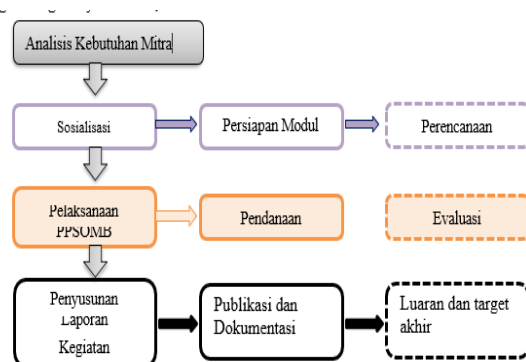 Analisis Kebutuhan Mitra
Sosialisasi
Persiapan Modul
Perencanaan
Pelaksanaan
PPSOMB
Pendanaan
Evaluasi
Penyusunan
Laporan
Kegiatan
Publikasi dan
Dokumentasi
Luaran dan target
akhir